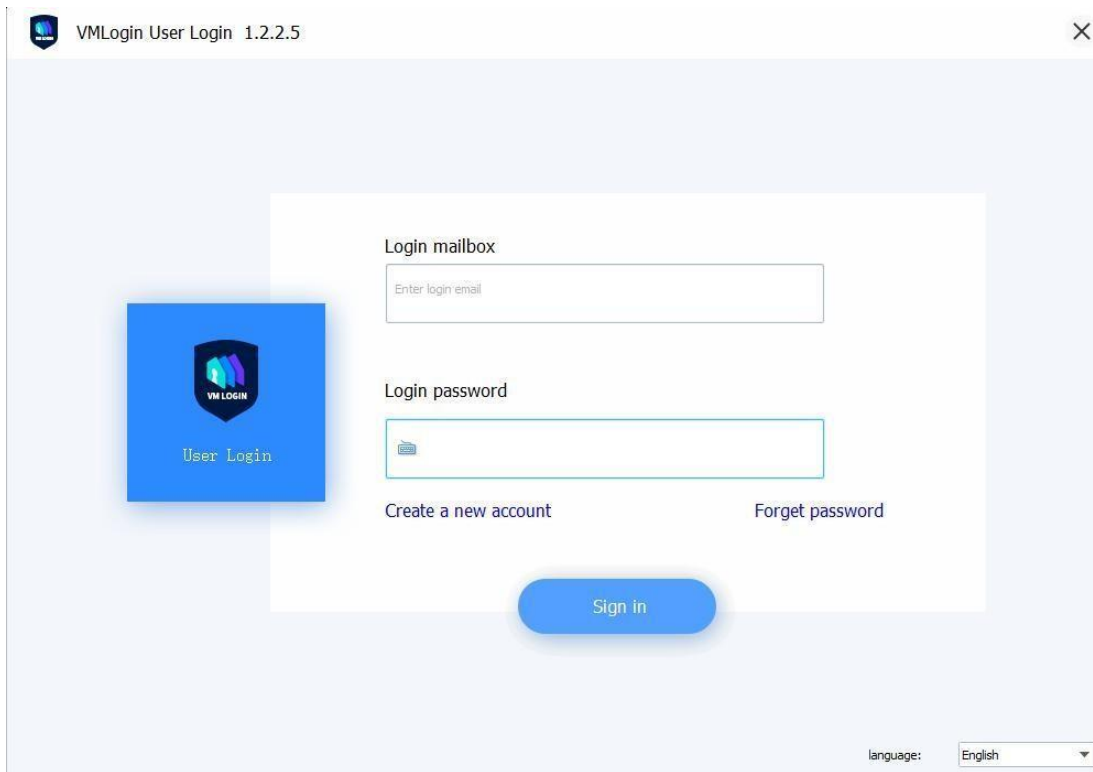 VMLogin User Login 1.2.2.5
Login mailbox
Enter login email
VM LOGIN
User Login
Login password
Create a new account
Forget password
Sign in
language:
English